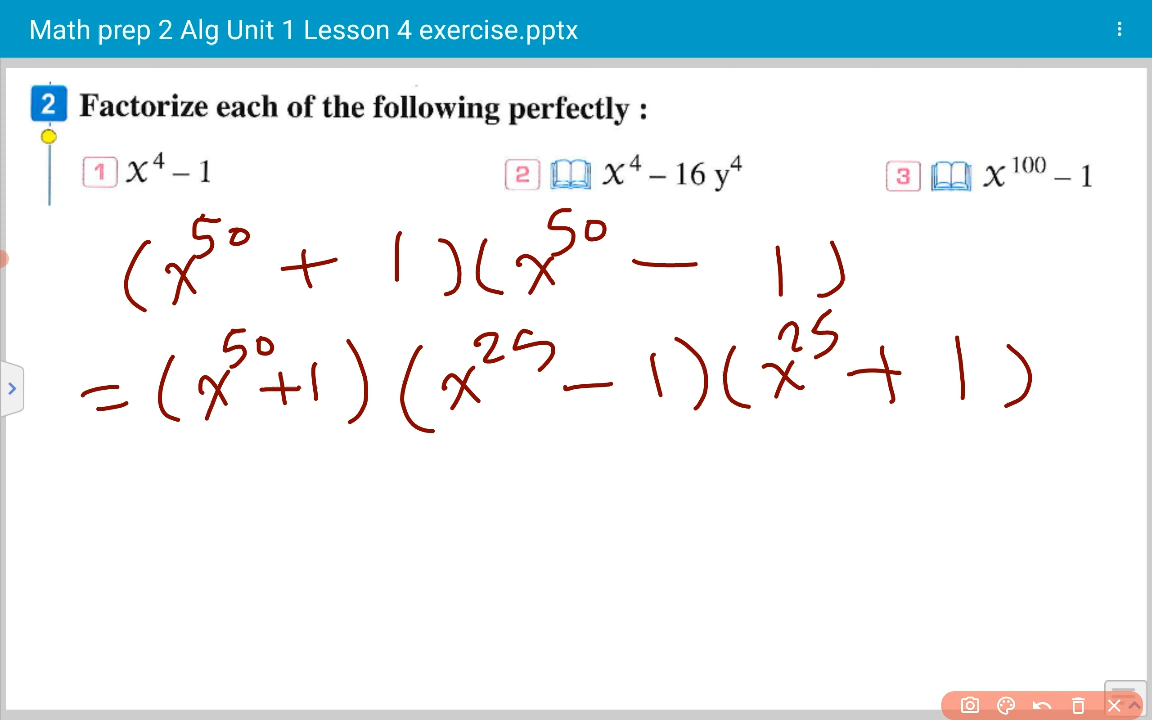 Math prep 2 Alg Unit 1 Lesson 4 exercise.pptx
2 Factorize each of the following perfectly :
1 x⁴ – 1 2 x⁴ – 16 y⁴ 3 x¹⁰⁰ – 1
(x⁵⁰ + 1)(x⁵⁰ – 1)
= (x⁵⁰+1)(x²⁵ – 1)(x²⁵ + 1)